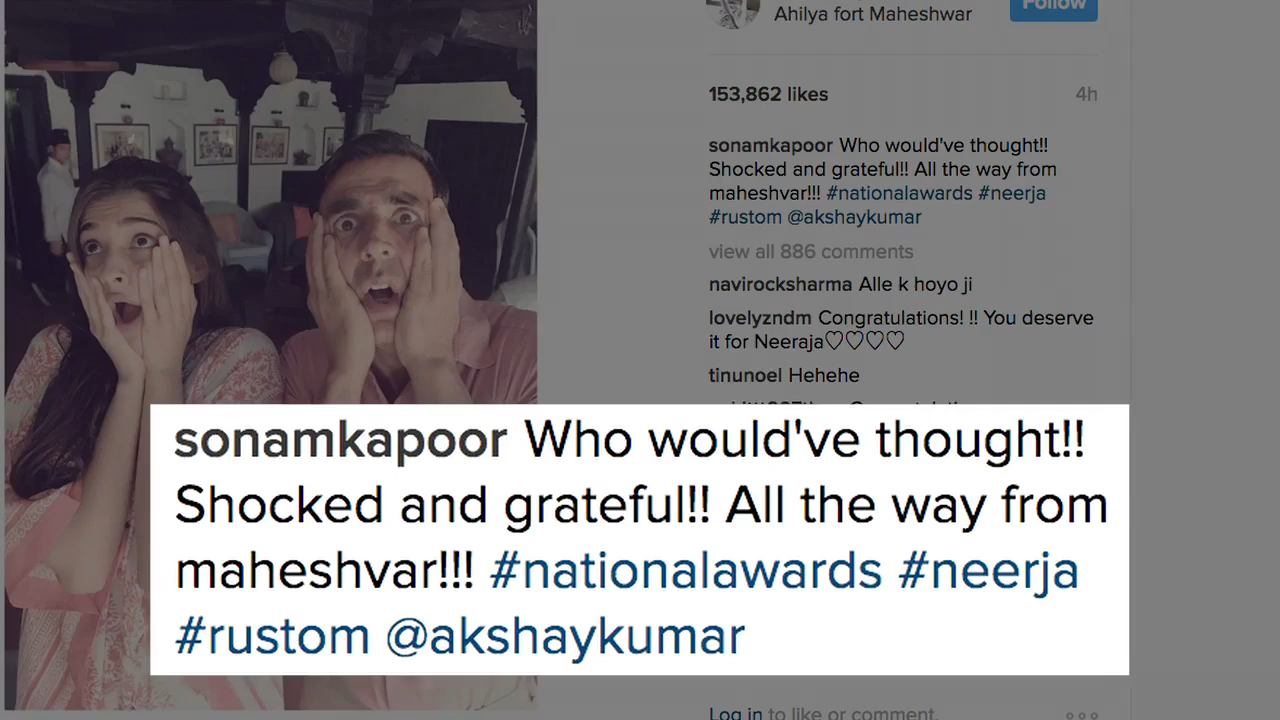 Follow
Ahilya fort Maheshwar
153,862 likes
4h
sonamkapoor Who would've thought!!
Shocked and grateful!! All the way from
maheshvar!!! #nationalawards #neerja
#rustom @akshaykumar
view all 886 comments
navirocksharma Alle k hoyo ji
lovelyzndm Congratulations! !! You deserve
it for Neeraja♡♡♡♡
tinunoel Hehehe
sonamkapoor Who would've thought!!
Shocked and grateful!! All the way from
maheshvar!!! #nationalawards #neerja
#rustom @akshaykumar
Log in to like or comment.